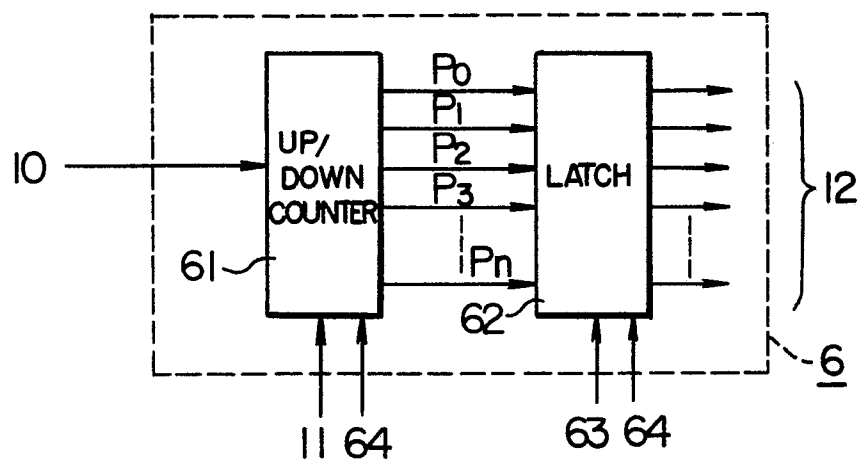 10
UP/
DOWN
COUNTER
61
P0
P1
P2
P3
Pn
LATCH
62
12
6
11
64
63
64